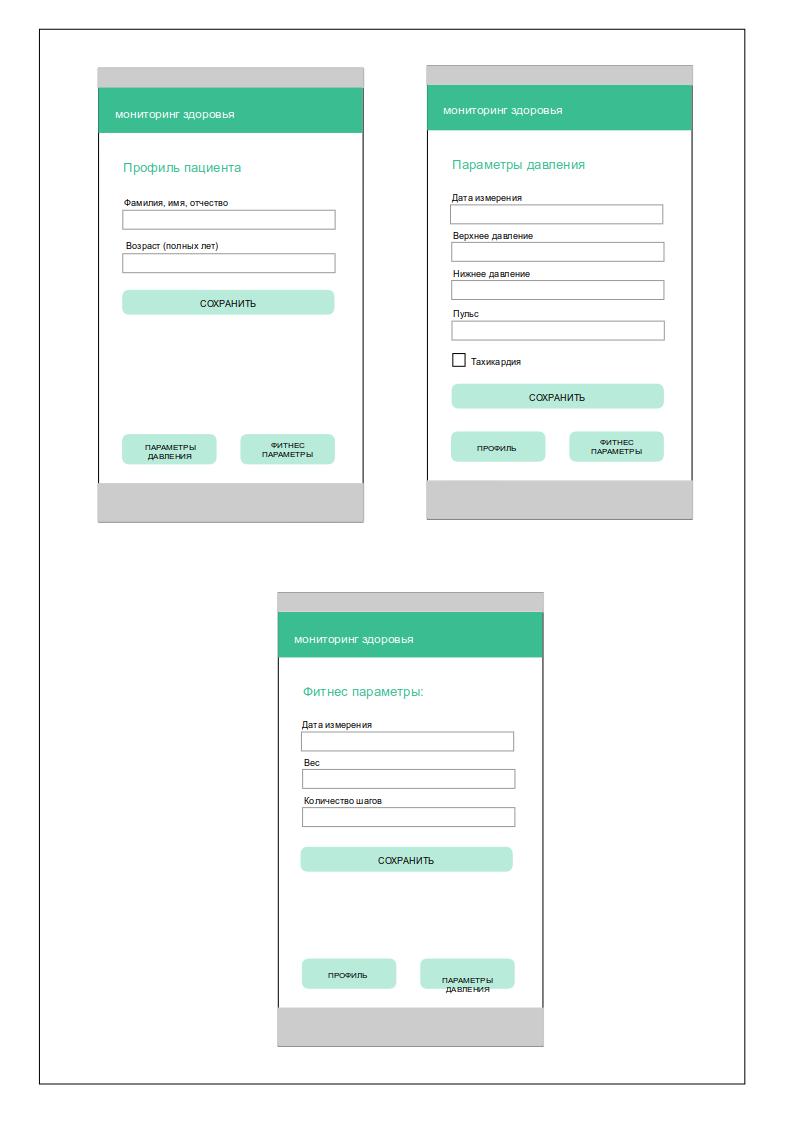 мониторинг здоровья
Профиль пациента
Фамилия, имя, отчество
Возраст (полных лет)
СОХРАНИТЬ
ПАРАМЕТРЫ
ДАВЛЕНИЯ
ФИТНЕС
ПАРАМЕТРЫ
мониторинг здоровья
Параметры давления
Дата измерения
Верхнее давление
Нижнее давление
Пульс
Тахикардия
СОХРАНИТЬ
ПРОФИЛЬ
ФИТНЕС
ПАРАМЕТРЫ
мониторинг здоровья
Фитнес параметры:
Дата измерения
Вес
Количество шагов
СОХРАНИТЬ
ПРОФИЛЬ
ПАРАМЕТРЫ
ДАВЛЕНИЯ